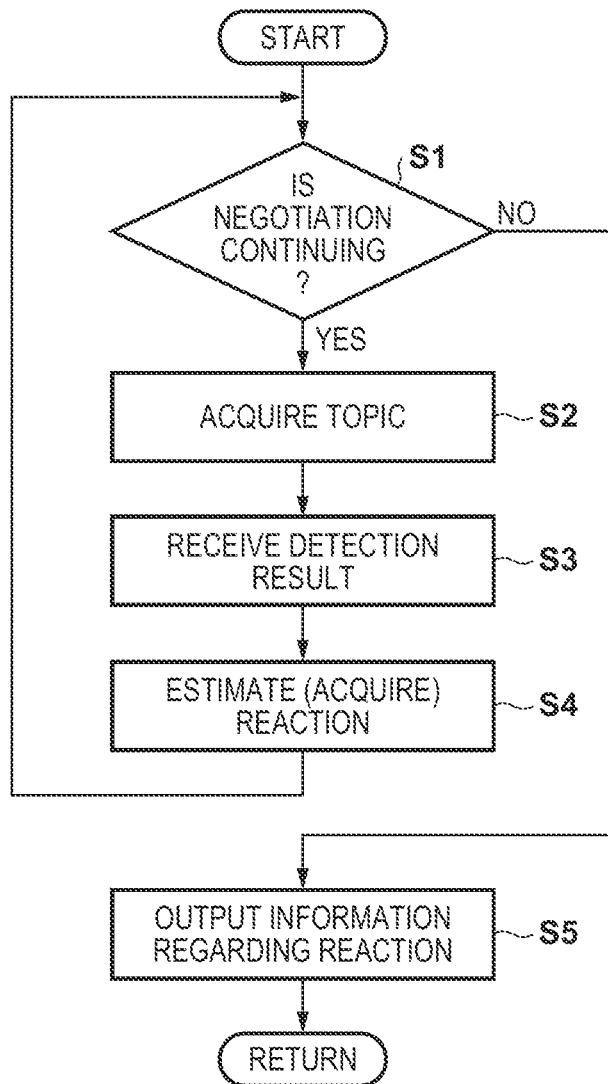 START
S1
IS
NEGOTIATION
CONTINUING
?
NO
YES
ACQUIRE TOPIC
S2
RECEIVE DETECTION
RESULT
S3
ESTIMATE (ACQUIRE)
REACTION
S4
OUTPUT INFORMATION
REGARDING REACTION
S5
RETURN